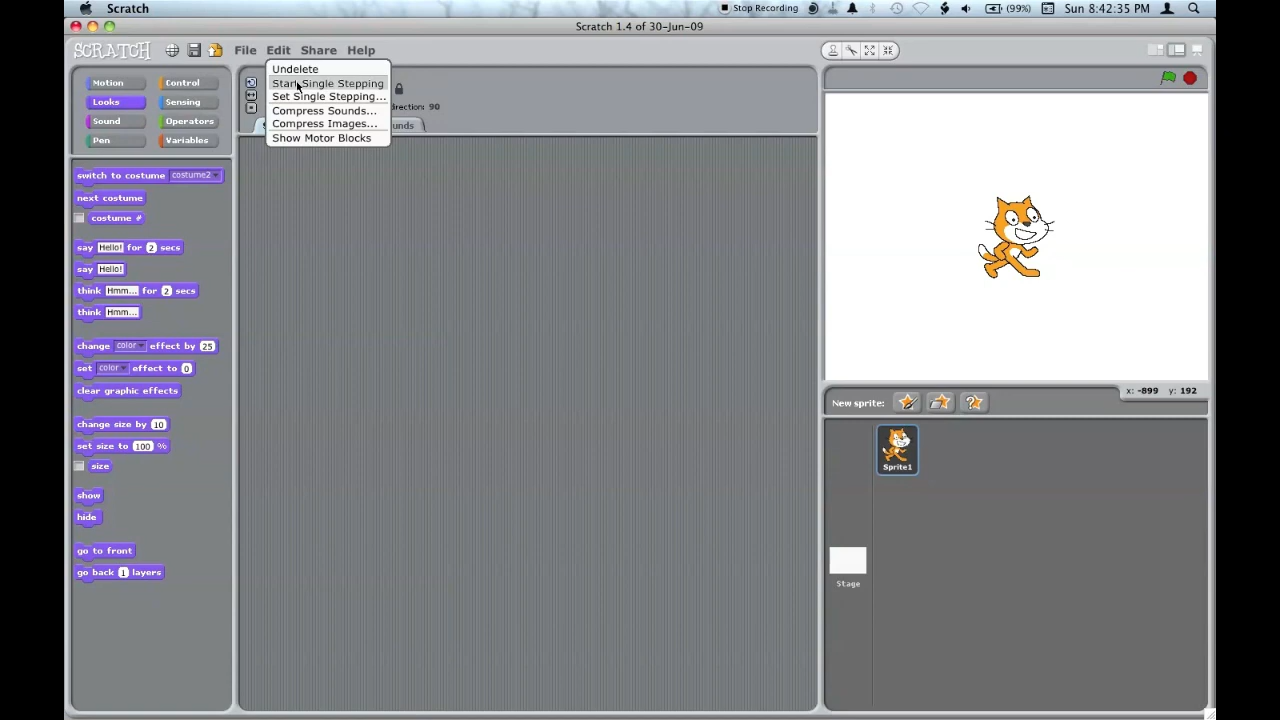 Scratch
Stop Recording
(99%)
Sun 8:42:35 PM
Scratch 1.4 of 30-Jun-09
SCRATCH
File Edit Share Help
Undelete
Start Single Stepping
Set Single Stepping...
Compress Sounds...
Compress Images...
Show Motor Blocks
rection: 90
unds
Motion Control
Looks Sensing
Sound Operators
Pen Variables
switch to costume costume2
next costume
costume #
say Hello! for 2 secs
say Hello!
think Hmm... for 2 secs
think Hmm...
change color effect by 25
set color effect to 0
clear graphic effects
change size by 10
set size to 100 %
size
show
hide
go to front
go back 1 layers
x: -899 y: 192
New sprite:
Sprite1
Stage